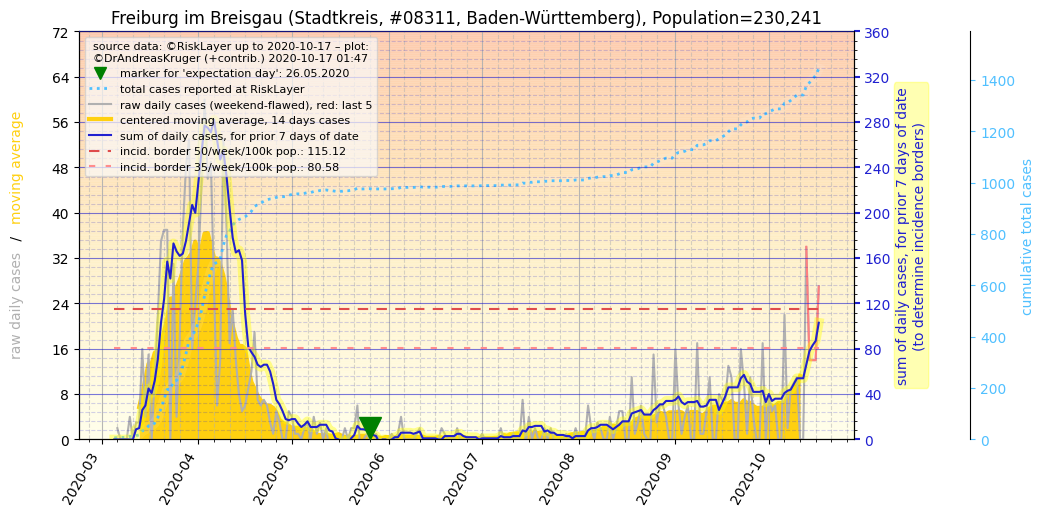 Freiburg im Breisgau (Stadtkreis, #08311, Baden-Württemberg), Population=230,241
source data: ©RiskLayer up to 2020-10-17 – plot:
©DrAndreasKruger (+contrib.) 2020-10-17 01:47
marker for 'expectation day': 26.05.2020
total cases reported at RiskLayer
raw daily cases (weekend-flawed), red: last 5
centered moving average, 14 days cases
sum of daily cases, for prior 7 days of date
incid. border 50/week/100k pop.: 115.12
incid. border 35/week/100k pop.: 80.58
raw daily cases / moving average
72
64
56
48
40
32
24
16
8
0
2020-03
2020-04
2020-05
2020-06
2020-07
2020-08
2020-09
2020-10
360
320
280
240
200
160
120
80
40
0
sum of daily cases, for prior 7 days of date
(to determine incidence borders)
1400
1200
1000
800
600
400
200
0
cumulative total cases